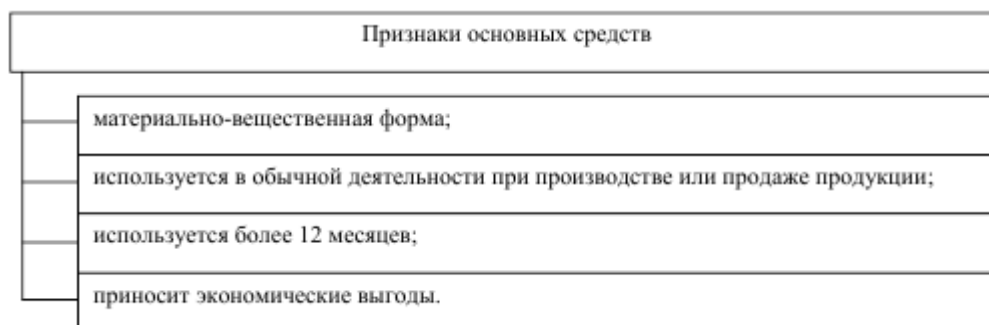 Признаки основных средств
материально-вещественная форма;
используется в обычной деятельности при производстве или продаже продукции;
используется более 12 месяцев;
приносит экономические выгоды.